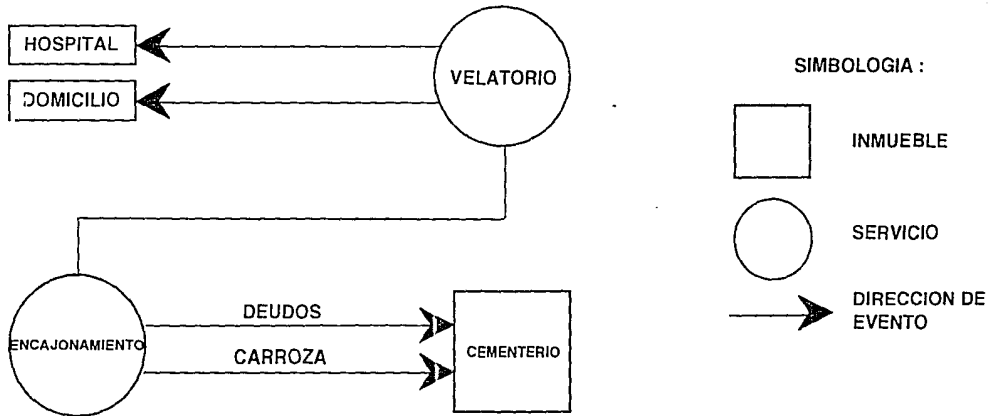 HOSPITAL
DOMICILIO
VELATORIO
SIMBOLOGIA :
INMUEBLE
SERVICIO
DIRECCION DE
EVENTO
ENCAJONAMIENTO
DEUDOS
CARROZA
CEMENTERIO